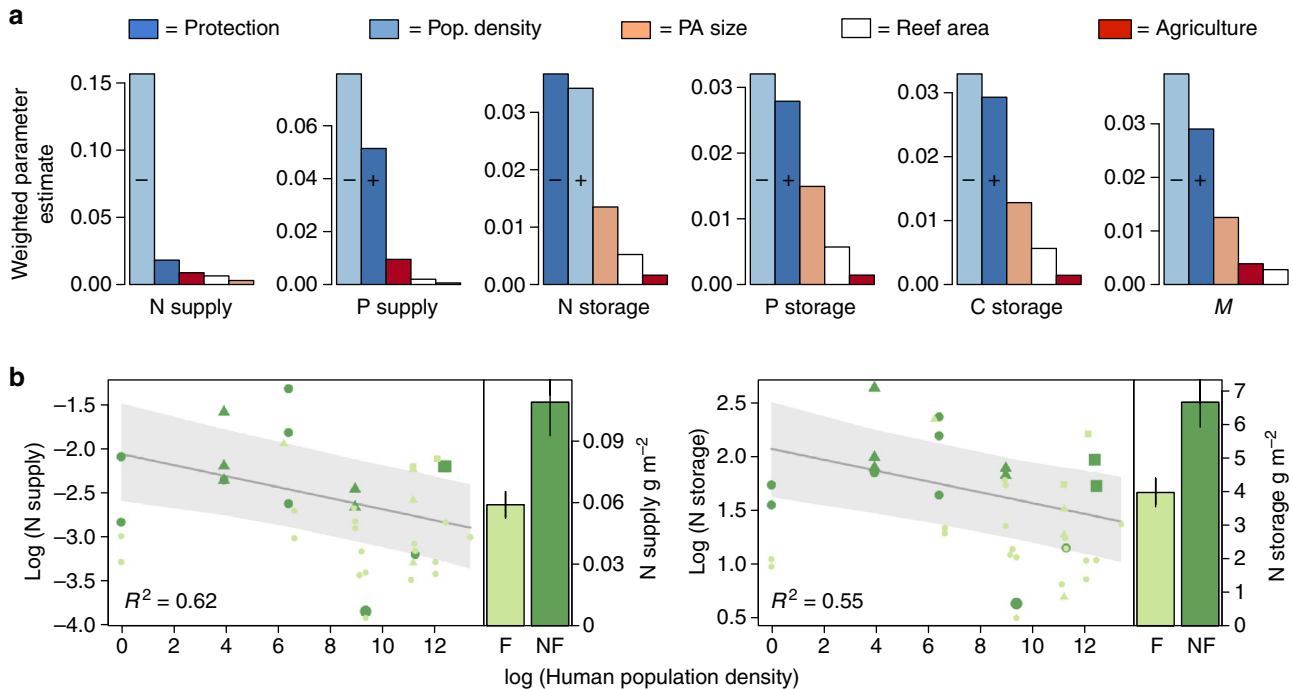 a
= Protection = Pop. density = PA size = Reef area = Agriculture
Weighted parameter
estimate
0.15
0.10
0.05
0.00
−
N supply
0.06
0.04
0.02
0.00
− +
P supply
0.03
0.02
0.01
0.00
− +
N storage
0.03
0.02
0.01
0.00
− +
P storage
0.03
0.02
0.01
0.00
− +
C storage
0.03
0.02
0.01
0.00
− +
M
b
Log (N supply)
−1.5
−2.0
−2.5
−3.0
−3.5
−4.0
R² = 0.62
0 2 4 6 8 10 12
F NF
0.09
0.06
0.03
0
N supply g m⁻²
Log (N storage)
2.5
2.0
1.5
1.0
0.5
R² = 0.55
0 2 4 6 8 10 12
F NF
7
6
5
4
3
2
1
0
N storage g m⁻²
log (Human population density)